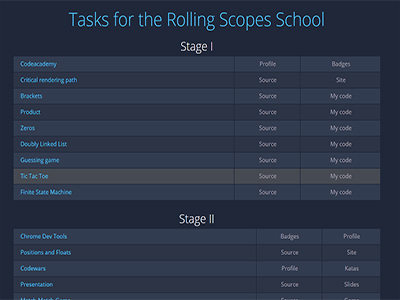 Tasks for the Rolling Scopes School
Stage I
Codeacademy Profile Badges
Critical rendering path Source Site
Brackets Source My code
Product Source My code
Zeros Source My code
Doubly Linked List Source My code
Guessing game Source My code
Tic Tac Toe Source My code
Finite State Machine Source My code
Stage II
Chrome Dev Tools Badges Profile
Positions and Floats Source Site
Codewars Profile Katas
Presentation Source Slides